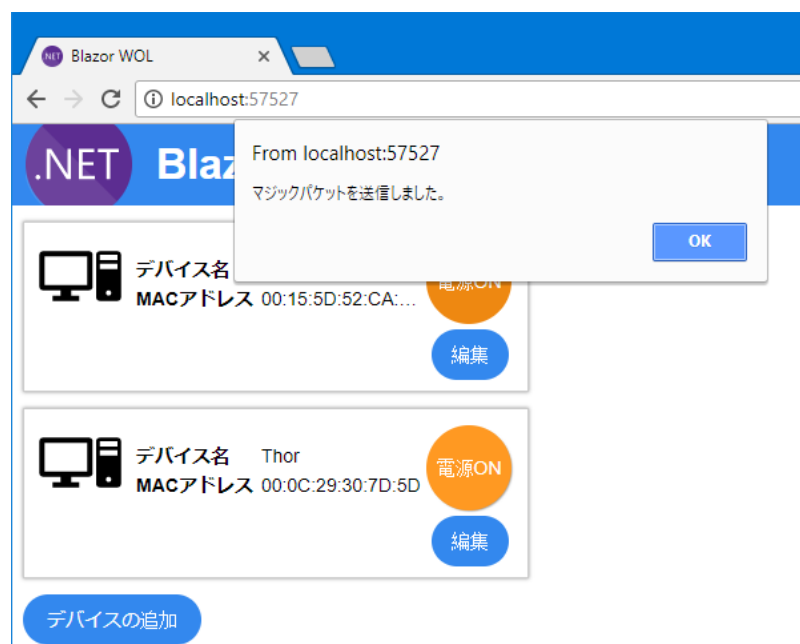 .NET Blazor WOL
localhost:57527
.NET
From localhost:57527
マジックパケットを送信しました。
OK
デバイス名
MACアドレス 00:15:5D:52:CA:...
電源ON
編集
デバイス名 Thor
MACアドレス 00:0C:29:30:7D:5D
電源ON
編集
デバイスの追加